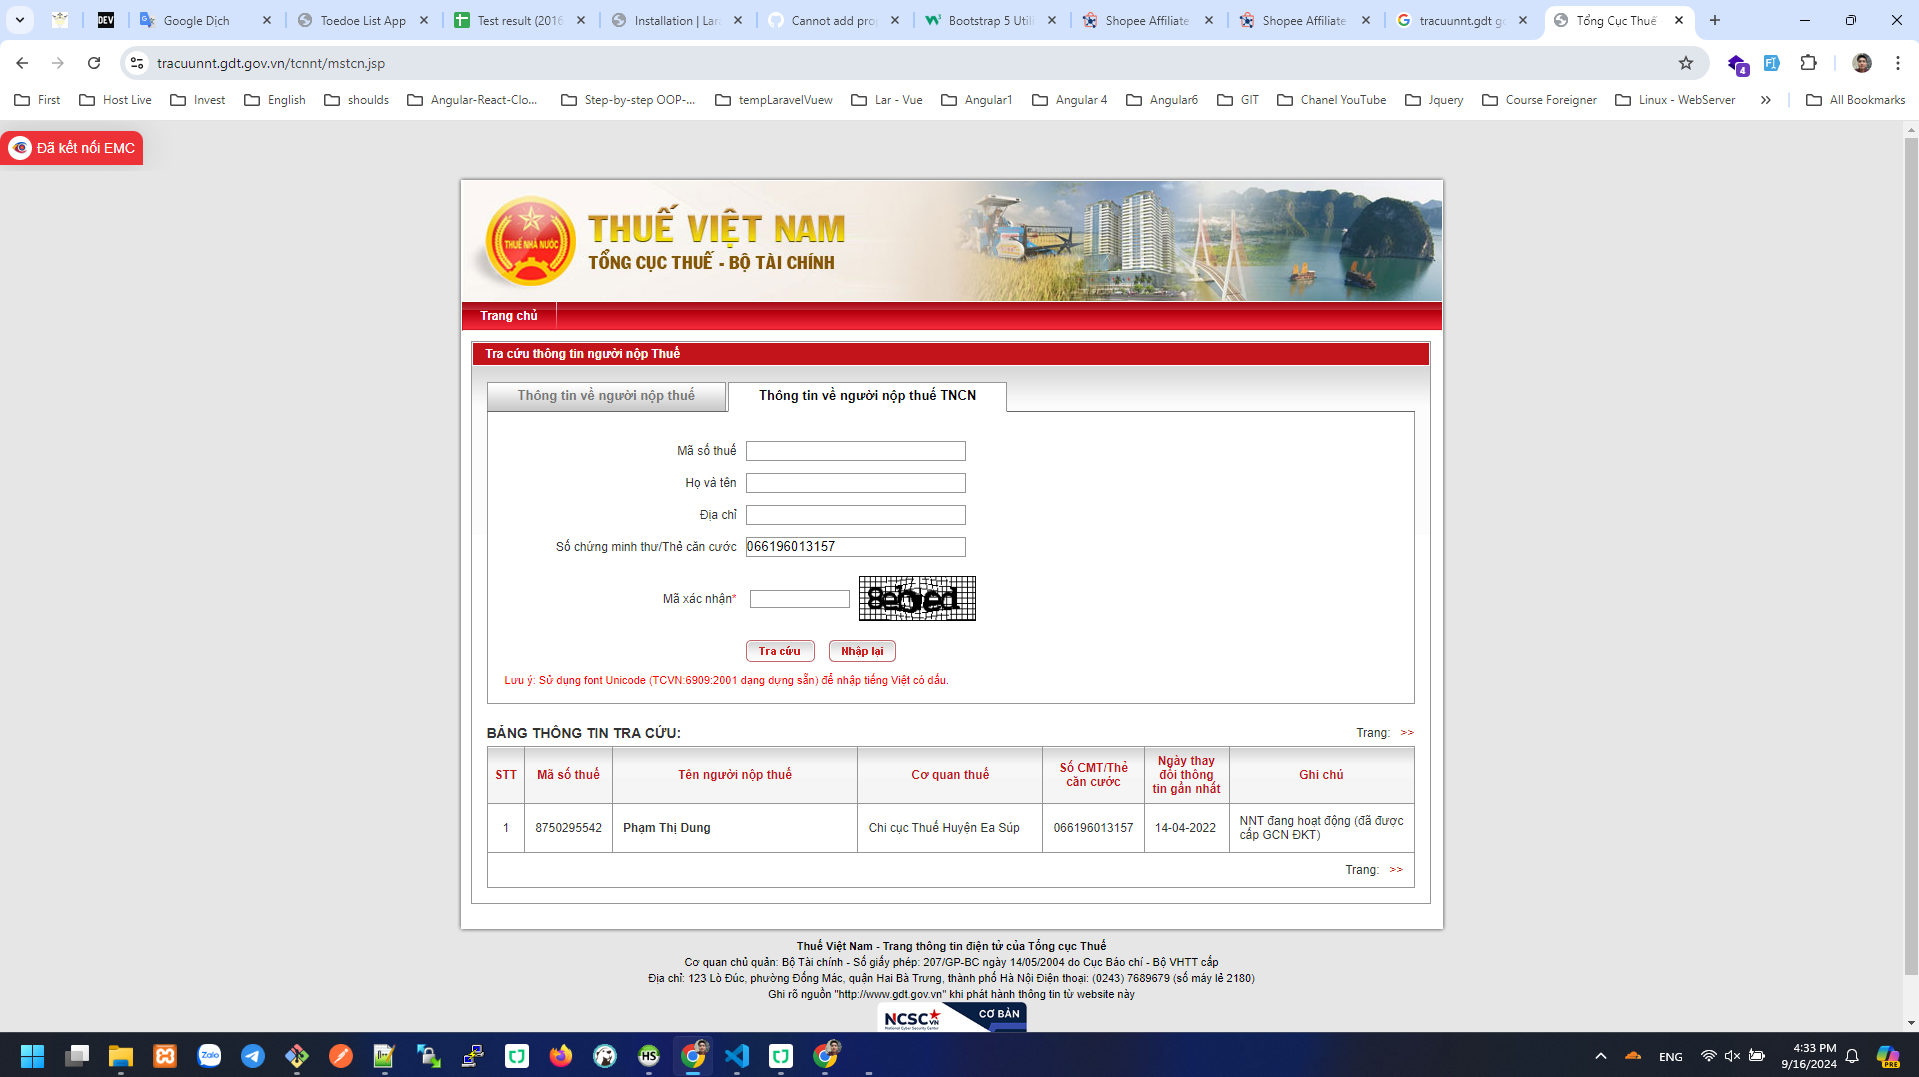 Google Dịch
Toedoe List App
Test result (2016
Installation | Lar
Cannot add prop
Bootstrap 5 Utili
Shopee Affiliate
Shopee Affiliate
tracuunnt.gdt go
Tổng Cục Thuế
DEV
tracuunnt.gdt.gov.vn/tcnnt/mstcn.jsp
4
First
Host Live
Invest
English
shoulds
Angular-React-Clo...
Step-by-step OOP-...
tempLaravelVuew
Lar - Vue
Angular1
Angular 4
Angular6
GIT
Chanel YouTube
Jquery
Course Foreigner
Linux - WebServer
All Bookmarks
Đã kết nối EMC
THUẾ NHÀ NƯỚC
THUẾ VIỆT NAM
TỔNG CỤC THUẾ - BỘ TÀI CHÍNH
Trang chủ
Tra cứu thông tin người nộp Thuế
Thông tin về người nộp thuế
Thông tin về người nộp thuế TNCN
Mã số thuế
Họ và tên
Địa chỉ
Số chứng minh thư/Thẻ căn cước 066196013157
Mã xác nhận*
Tra cứu Nhập lại
Lưu ý: Sử dụng font Unicode (TCVN:6909:2001 dạng dựng sẵn) để nhập tiếng Việt có dấu.
BẢNG THÔNG TIN TRA CỨU:
Trang: >>
STT
Mã số thuế
Tên người nộp thuế
Cơ quan thuế
Số CMT/Thẻ
căn cước
Ngày thay
đổi thông
tin gần nhất
Ghi chú
1
8750295542
Phạm Thị Dung
Chi cục Thuế Huyện Ea Súp
066196013157
14-04-2022
NNT đang hoạt động (đã được
cấp GCN ĐKT)
Trang: >>
Thuế Việt Nam - Trang thông tin điện tử của Tổng cục Thuế
Cơ quan chủ quản: Bộ Tài chính - Số giấy phép: 207/GP-BC ngày 14/05/2004 do Cục Báo chí - Bộ VHTT cấp
Địa chỉ: 123 Lò Đúc, phường Đống Mác, quận Hai Bà Trưng, thành phố Hà Nội Điện thoại: (0243) 7689679 (số máy lẻ 2180)
Ghi rõ nguồn "http://www.gdt.gov.vn" khi phát hành thông tin từ website này
NCSC VN
National Cyber Security Center
CƠ BẢN
Zalo
HS
ENG
4:33 PM
9/16/2024
PRE